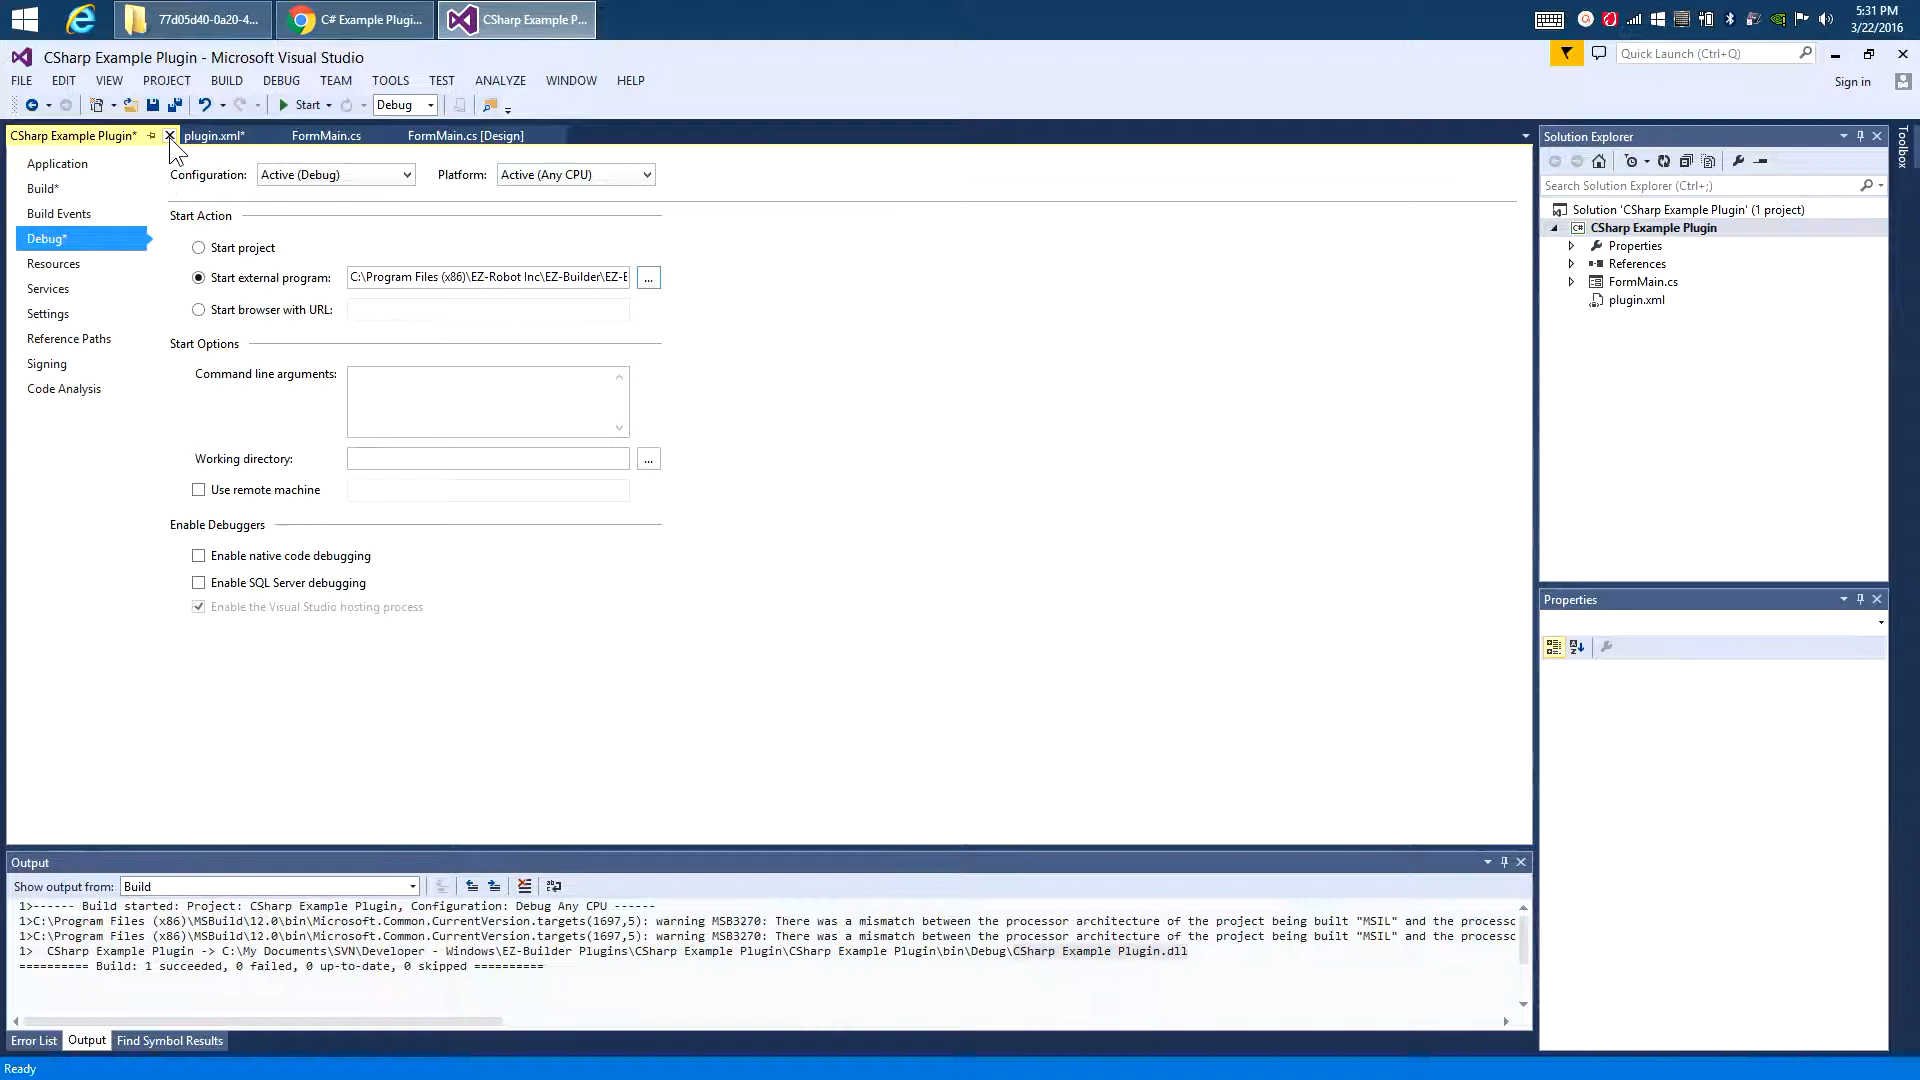 77d05d40-0a20-4...
C# Example Plugi...
CSharp Example P...
5:31 PM
3/22/2016
CSharp Example Plugin - Microsoft Visual Studio
Quick Launch (Ctrl+Q)
FILE EDIT VIEW PROJECT BUILD DEBUG TEAM TOOLS TEST ANALYZE WINDOW HELP
Sign in
Start
Debug
CSharp Example Plugin*
plugin.xml*
FormMain.cs
FormMain.cs [Design]
Application
Build*
Build Events
Debug*
Resources
Services
Settings
Reference Paths
Signing
Code Analysis
Configuration: Active (Debug)
Platform: Active (Any CPU)
Start Action
Start project
Start external program: C:\Program Files (x86)\EZ-Robot Inc\EZ-Builder\EZ-E
...
Start browser with URL:
Start Options
Command line arguments:
Working directory:
...
Use remote machine
Enable Debuggers
Enable native code debugging
Enable SQL Server debugging
Enable the Visual Studio hosting process
Solution Explorer
Search Solution Explorer (Ctrl+;)
Solution 'CSharp Example Plugin' (1 project)
C# CSharp Example Plugin
Properties
References
FormMain.cs
plugin.xml
Toolbox
Properties
Output
Show output from: Build
1>------ Build started: Project: CSharp Example Plugin, Configuration: Debug Any CPU ------
1>C:\Program Files (x86)\MSBuild\12.0\bin\Microsoft.Common.CurrentVersion.targets(1697,5): warning MSB3270: There was a mismatch between the processor architecture of the project being built "MSIL" and the processo
1>C:\Program Files (x86)\MSBuild\12.0\bin\Microsoft.Common.CurrentVersion.targets(1697,5): warning MSB3270: There was a mismatch between the processor architecture of the project being built "MSIL" and the processo
1>  CSharp Example Plugin -> C:\My Documents\SVN\Developer - Windows\EZ-Builder Plugins\CSharp Example Plugin\CSharp Example Plugin\bin\Debug\CSharp Example Plugin.dll
========== Build: 1 succeeded, 0 failed, 0 up-to-date, 0 skipped ==========
Error List
Output
Find Symbol Results
Ready